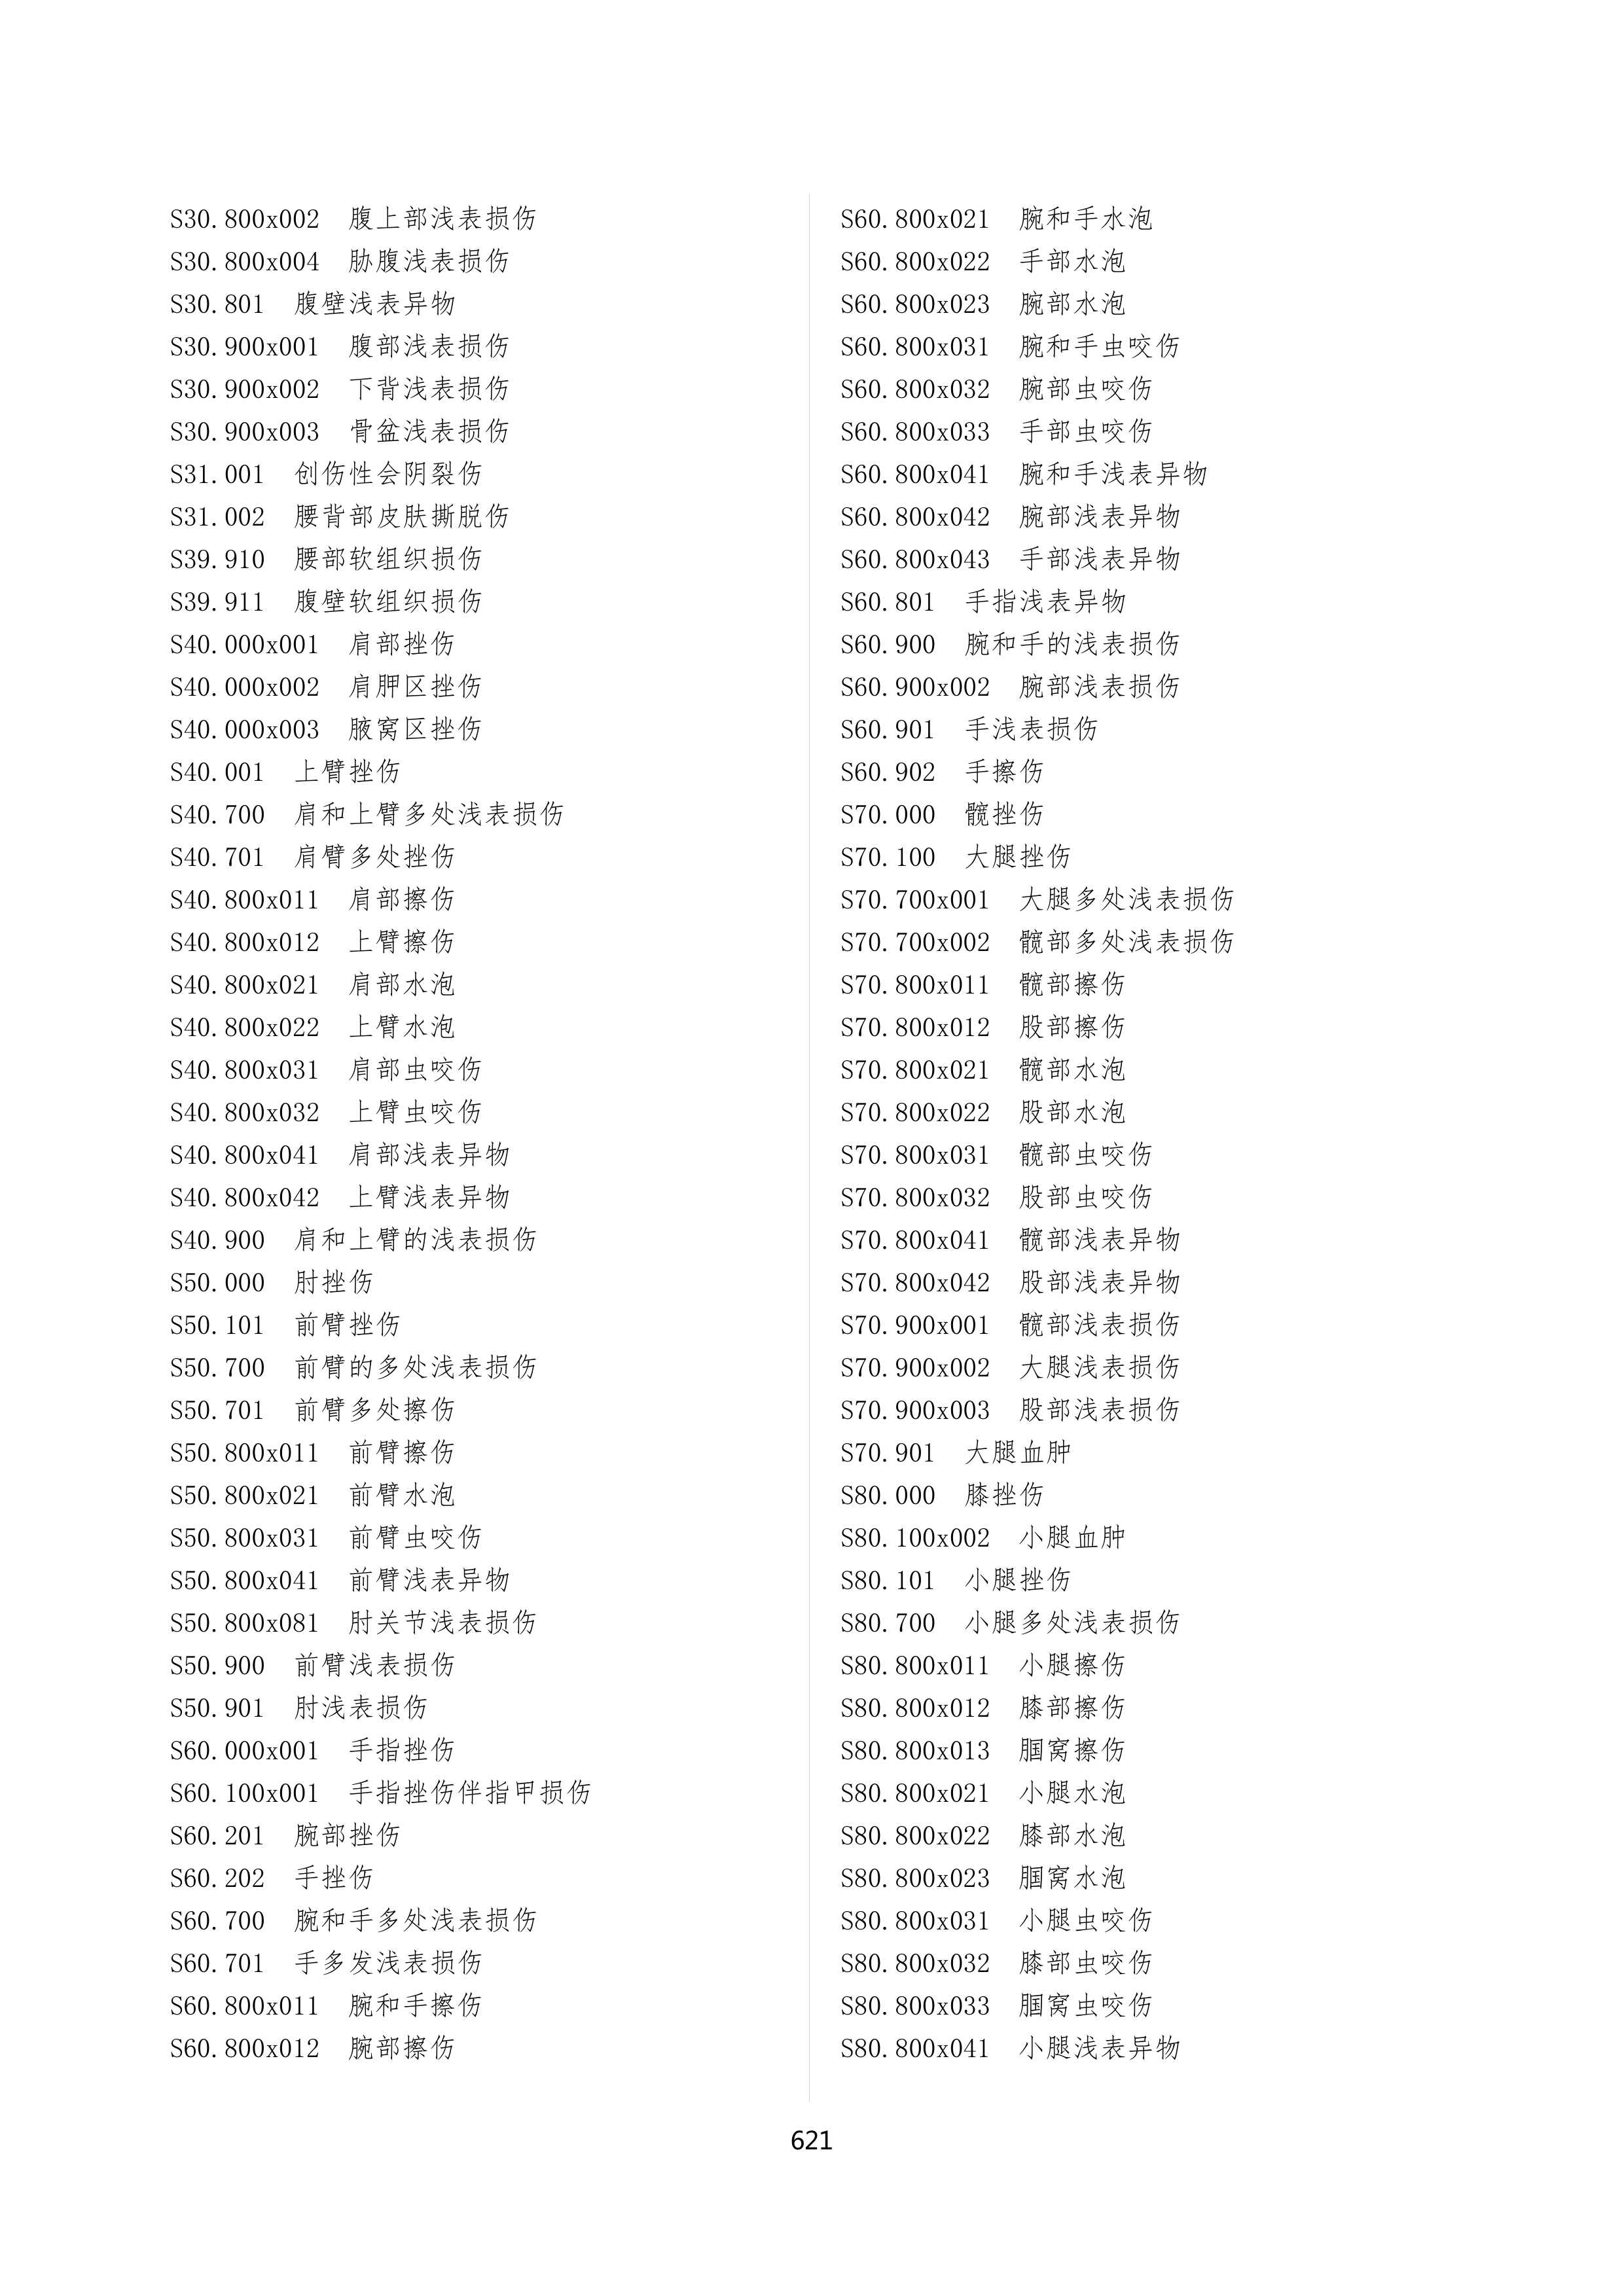 S30.800x002 腹上部浅表损伤
S30.800x004 胁腹浅表损伤
S30.801 腹壁浅表异物
S30.900x001 腹部浅表损伤
S30.900x002 下背浅表损伤
S30.900x003 骨盆浅表损伤
S31.001 创伤性会阴裂伤
S31.002 腰背部皮肤撕脱伤
S39.910 腰部软组织损伤
S39.911 腹壁软组织损伤
S40.000x001 肩部挫伤
S40.000x002 肩胛区挫伤
S40.000x003 腋窝区挫伤
S40.001 上臂挫伤
S40.700 肩和上臂多处浅表损伤
S40.701 肩臂多处挫伤
S40.800x011 肩部擦伤
S40.800x012 上臂擦伤
S40.800x021 肩部水泡
S40.800x022 上臂水泡
S40.800x031 肩部虫咬伤
S40.800x032 上臂虫咬伤
S40.800x041 肩部浅表异物
S40.800x042 上臂浅表异物
S40.900 肩和上臂的浅表损伤
S50.000 肘挫伤
S50.101 前臂挫伤
S50.700 前臂的多处浅表损伤
S50.701 前臂多处擦伤
S50.800x011 前臂擦伤
S50.800x021 前臂水泡
S50.800x031 前臂虫咬伤
S50.800x041 前臂浅表异物
S50.800x081 肘关节浅表损伤
S50.900 前臂浅表损伤
S50.901 肘浅表损伤
S60.000x001 手指挫伤
S60.100x001 手指挫伤伴指甲损伤
S60.201 腕部挫伤
S60.202 手挫伤
S60.700 腕和手多处浅表损伤
S60.701 手多发浅表损伤
S60.800x011 腕和手擦伤
S60.800x012 腕部擦伤
S60.800x021 腕和手水泡
S60.800x022 手部水泡
S60.800x023 腕部水泡
S60.800x031 腕和手虫咬伤
S60.800x032 腕部虫咬伤
S60.800x033 手部虫咬伤
S60.800x041 腕和手浅表异物
S60.800x042 腕部浅表异物
S60.800x043 手部浅表异物
S60.801 手指浅表异物
S60.900 腕和手的浅表损伤
S60.900x002 腕部浅表损伤
S60.901 手浅表损伤
S60.902 手擦伤
S70.000 髋挫伤
S70.100 大腿挫伤
S70.700x001 大腿多处浅表损伤
S70.700x002 髋部多处浅表损伤
S70.800x011 髋部擦伤
S70.800x012 股部擦伤
S70.800x021 髋部水泡
S70.800x022 股部水泡
S70.800x031 髋部虫咬伤
S70.800x032 股部虫咬伤
S70.800x041 髋部浅表异物
S70.800x042 股部浅表异物
S70.900x001 髋部浅表损伤
S70.900x002 大腿浅表损伤
S70.900x003 股部浅表损伤
S70.901 大腿血肿
S80.000 膝挫伤
S80.100x002 小腿血肿
S80.101 小腿挫伤
S80.700 小腿多处浅表损伤
S80.800x011 小腿擦伤
S80.800x012 膝部擦伤
S80.800x013 腘窝擦伤
S80.800x021 小腿水泡
S80.800x022 膝部水泡
S80.800x023 腘窝水泡
S80.800x031 小腿虫咬伤
S80.800x032 膝部虫咬伤
S80.800x033 腘窝虫咬伤
S80.800x041 小腿浅表异物
621